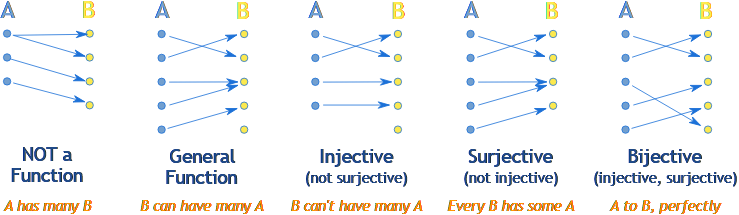 A B
A B
A B
A B
A B
NOT a
Function
General
Function
Injective
(not surjective)
Surjective
(not injective)
Bijective
(injective, surjective)
A has many B
B can have many A
B can't have many A
Every B has some A
A to B, perfectly